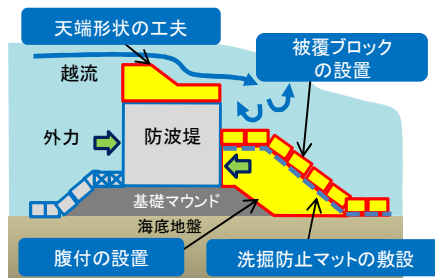 天端形状の工夫
越流
被覆ブロック
の設置
外力
防波堤
基礎マウンド
海底地盤
腹付の設置
洗掘防止マットの敷設